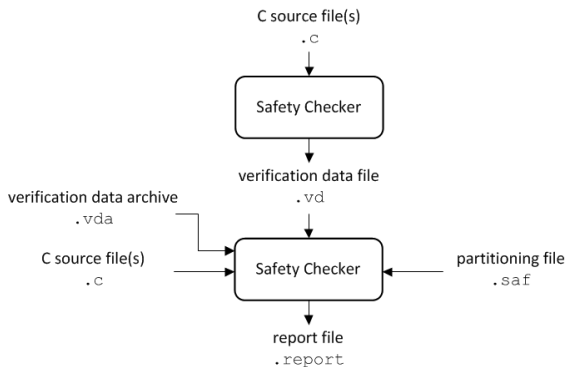 C source file(s)
.c
Safety Checker
verification data file
.vd
verification data archive
.vda
C source file(s)
.c
Safety Checker
partitioning file
.saf
report file
.report